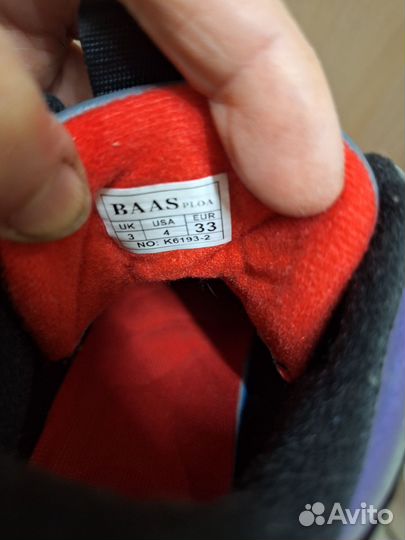 BAAS PLOA
UK USA EUR
3 4 33
NO: K6193-2
Avito